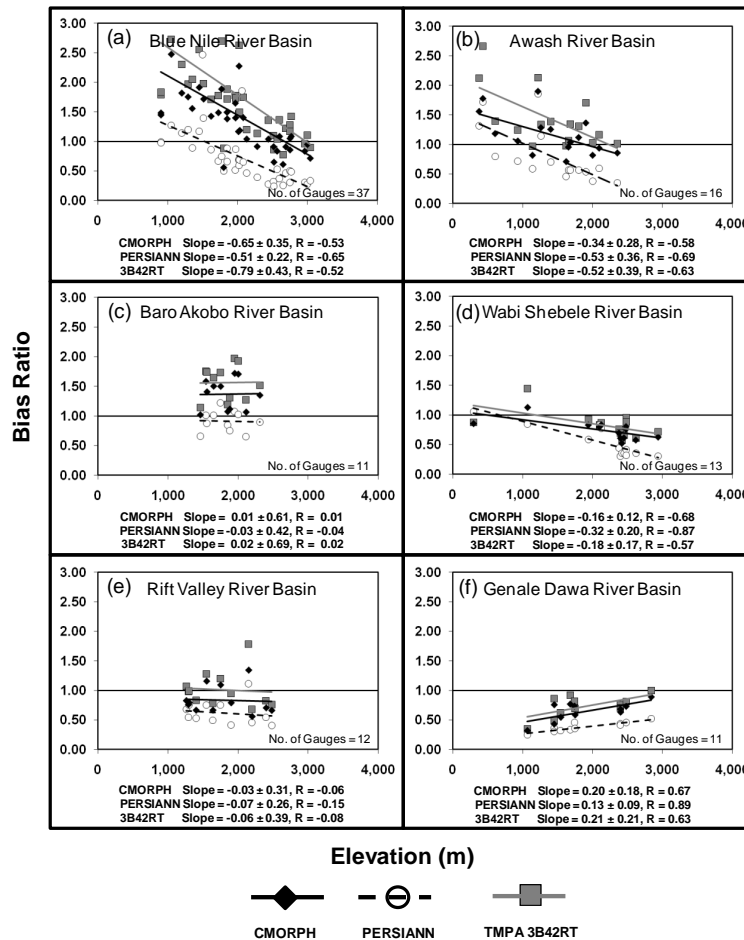 (a) Blue Nile River Basin
3.00
2.50
2.00
1.50
1.00
0.50
0.00
No. of Gauges = 37
0 1,000 2,000 3,000 4,000
CMORPH Slope = -0.65 ± 0.35, R = -0.53
PERSIANN Slope = -0.51 ± 0.22, R = -0.65
3B42RT Slope = -0.79 ± 0.43, R = -0.52
(b) Awash River Basin
3.00
2.50
2.00
1.50
1.00
0.50
0.00
No. of Gauges = 16
0 1,000 2,000 3,000 4,000
CMORPH Slope = -0.34 ± 0.28, R = -0.58
PERSIANN Slope = -0.53 ± 0.36, R = -0.69
3B42RT Slope = -0.52 ± 0.39, R = -0.63
(c) Baro Akobo River Basin
3.00
2.50
2.00
1.50
1.00
0.50
0.00
No. of Gauges = 11
0 1,000 2,000 3,000 4,000
CMORPH Slope = 0.01 ± 0.61, R = 0.01
PERSIANN Slope = -0.03 ± 0.42, R = -0.04
3B42RT Slope = 0.02 ± 0.69, R = 0.02
(d) Wabi Shebele River Basin
3.00
2.50
2.00
1.50
1.00
0.50
0.00
No. of Gauges = 13
0 1,000 2,000 3,000 4,000
CMORPH Slope = -0.16 ± 0.12, R = -0.68
PERSIANN Slope = -0.32 ± 0.20, R = -0.87
3B42RT Slope = -0.18 ± 0.17, R = -0.57
(e) Rift Valley River Basin
3.00
2.50
2.00
1.50
1.00
0.50
0.00
No. of Gauges = 12
0 1,000 2,000 3,000 4,000
CMORPH Slope = -0.03 ± 0.31, R = -0.06
PERSIANN Slope = -0.07 ± 0.26, R = -0.15
3B42RT Slope = -0.06 ± 0.39, R = -0.08
(f) Genale Dawa River Basin
3.00
2.50
2.00
1.50
1.00
0.50
0.00
No. of Gauges = 11
0 1,000 2,000 3,000 4,000
CMORPH Slope = 0.20 ± 0.18, R = 0.67
PERSIANN Slope = 0.13 ± 0.09, R = 0.89
3B42RT Slope = 0.21 ± 0.21, R = 0.63
Bias Ratio
Elevation (m)
CMORPH PERSIANN TMPA 3B42RT